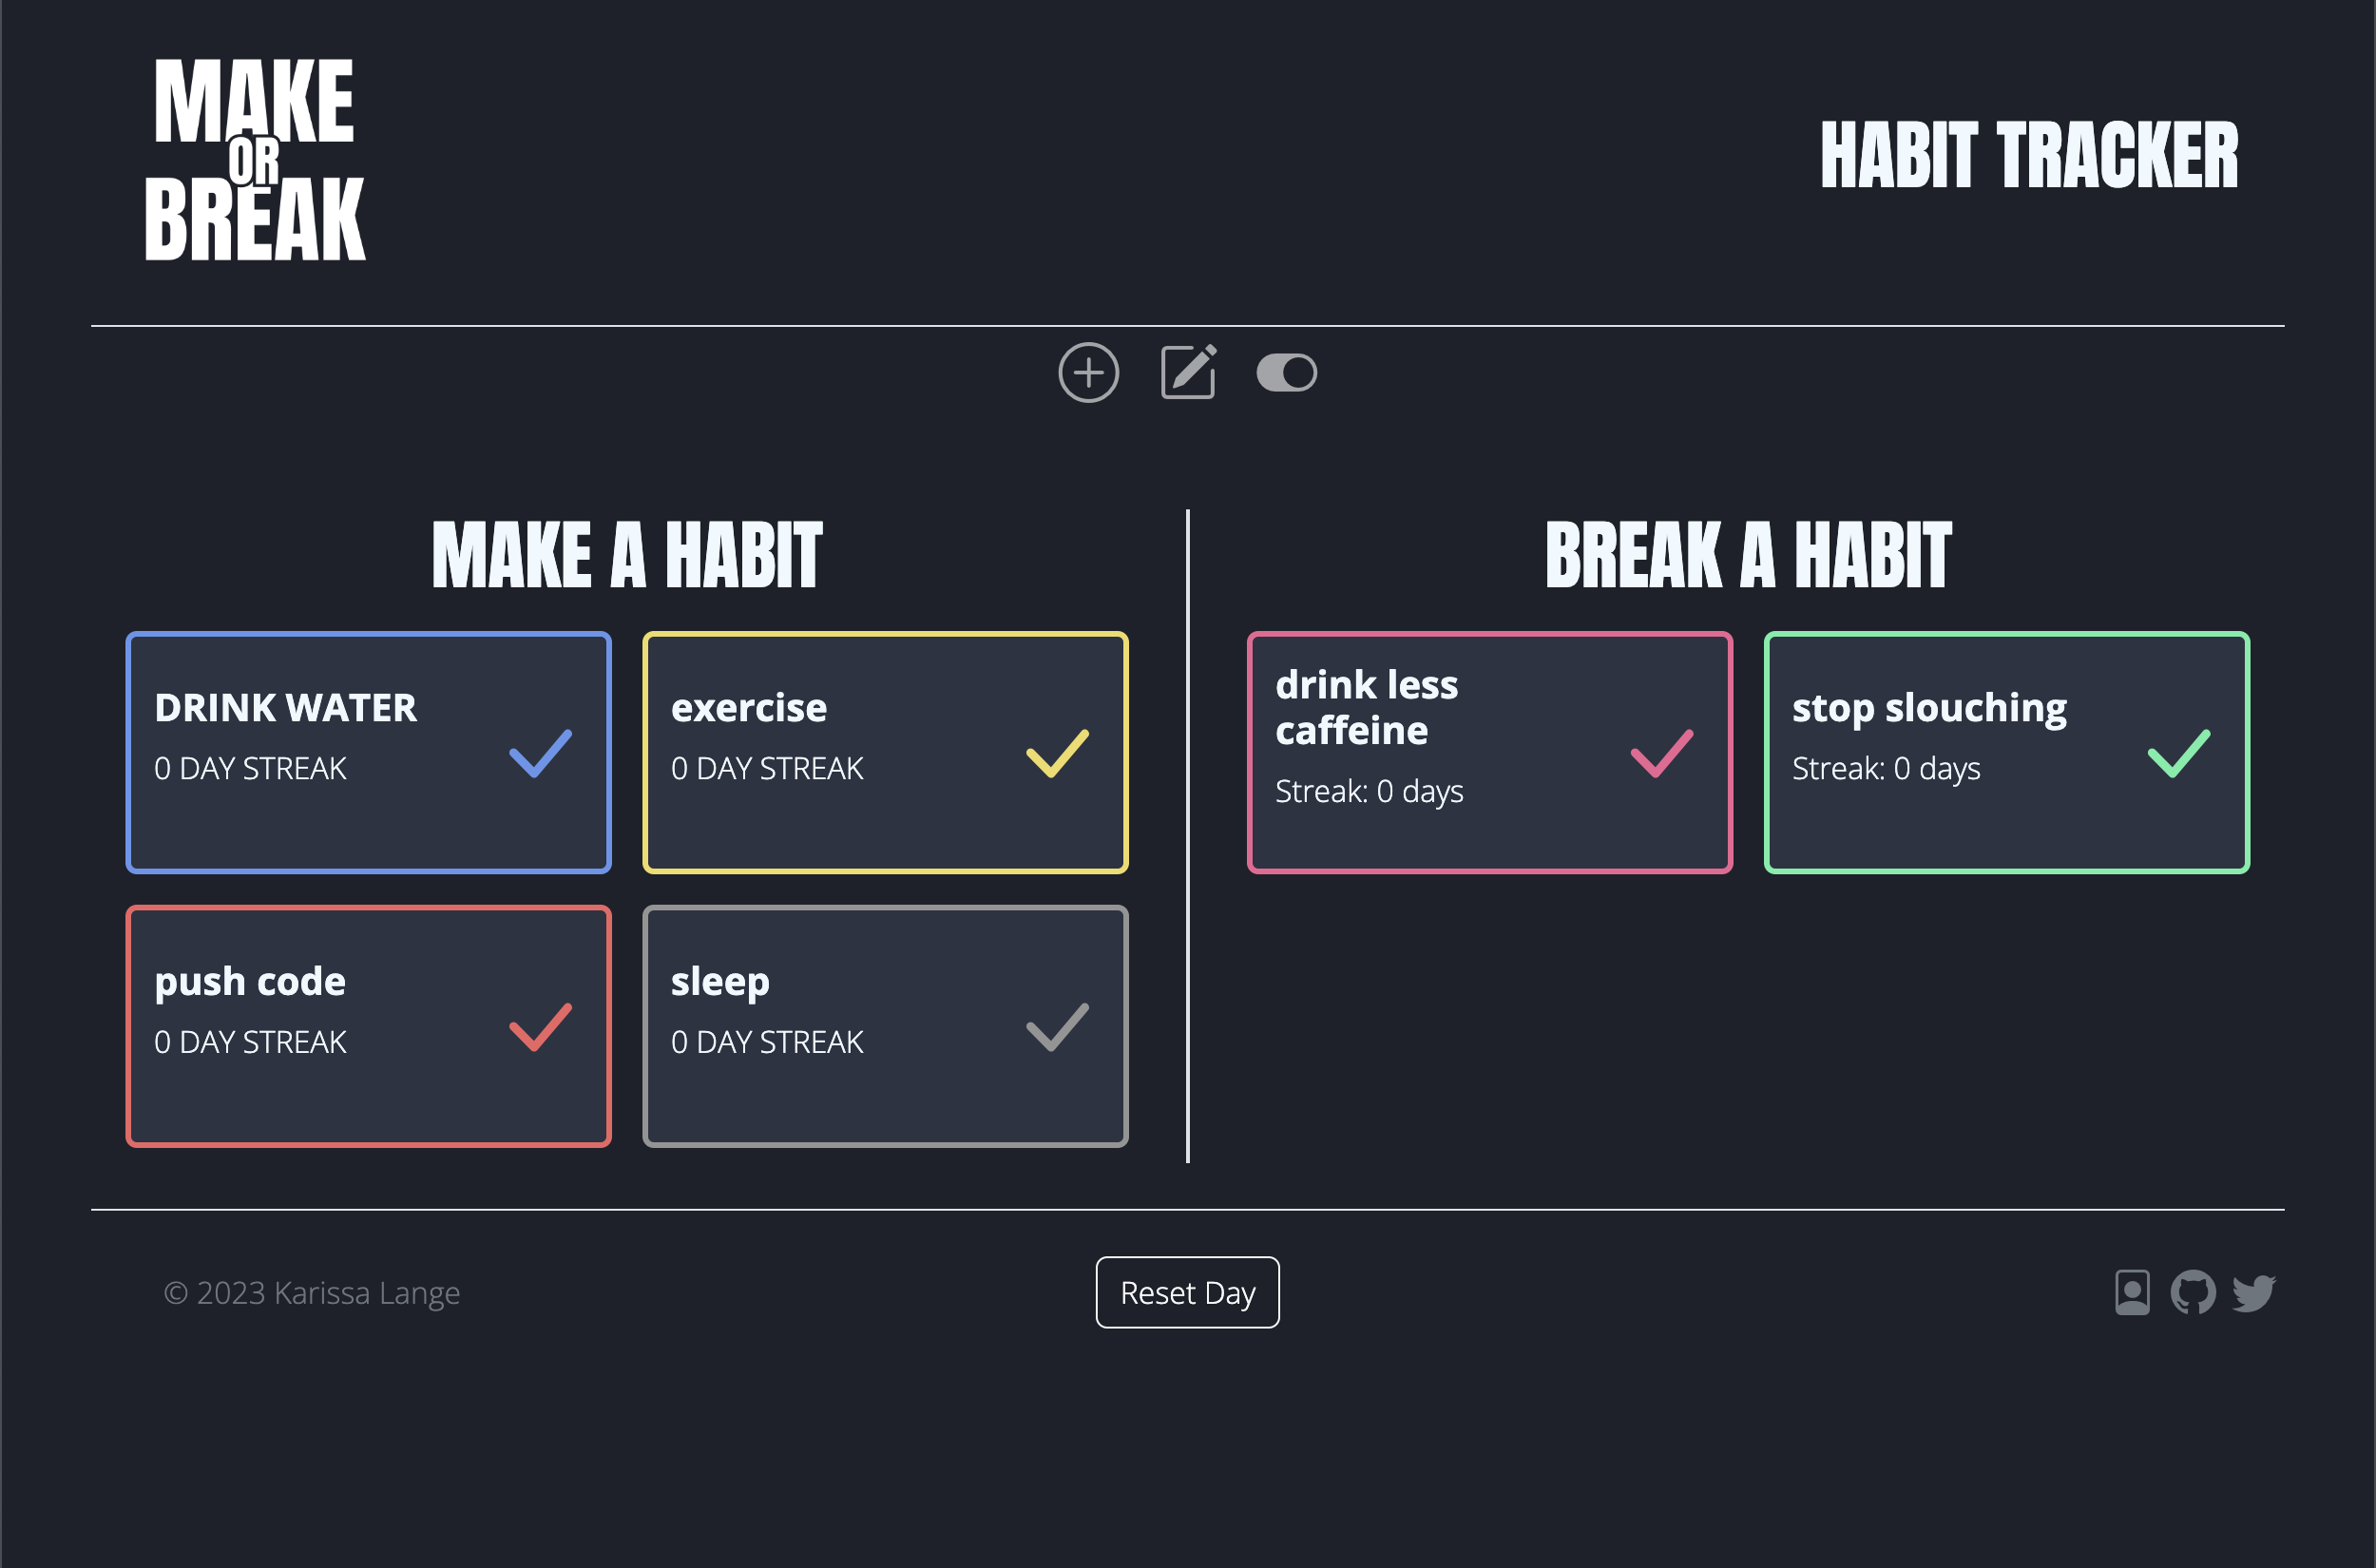 MAKE
OR
BREAK
HABIT TRACKER
MAKE A HABIT
DRINK WATER
0 DAY STREAK
exercise
0 DAY STREAK
push code
0 DAY STREAK
sleep
0 DAY STREAK
BREAK A HABIT
drink less
caffeine
Streak: 0 days
stop slouching
Streak: 0 days
© 2023 Karissa Lange
Reset Day